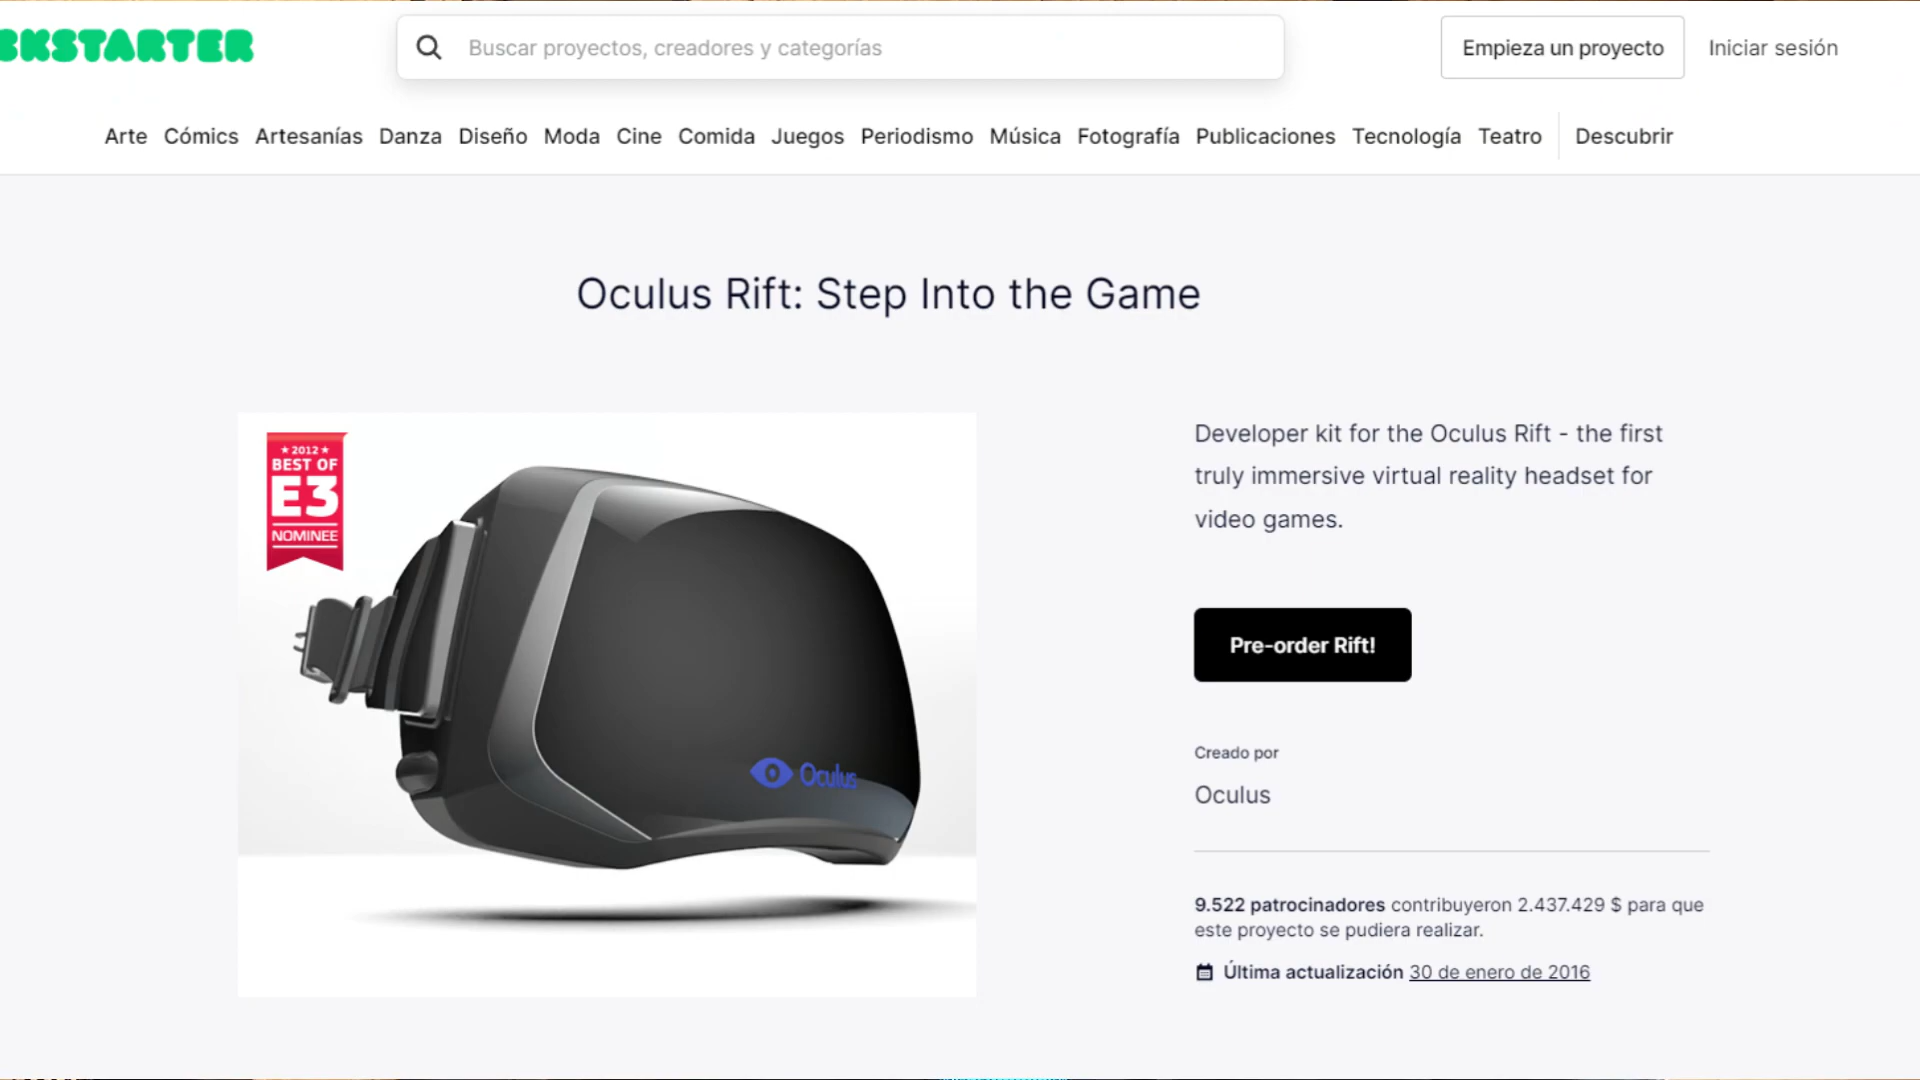 CKSTARTER
Buscar proyectos, creadores y categorías
Empieza un proyecto
Iniciar sesión
Arte Cómics Artesanías Danza Diseño Moda Cine Comida Juegos Periodismo Música Fotografía Publicaciones Tecnología Teatro Descubrir
Oculus Rift: Step Into the Game
★2012★
BEST OF
E3
NOMINEE
Oculus
Developer kit for the Oculus Rift - the first
truly immersive virtual reality headset for
video games.
Pre-order Rift!
Creado por
Oculus
9.522 patrocinadores contribuyeron 2.437.429 $ para que
este proyecto se pudiera realizar.
Última actualización 30 de enero de 2016